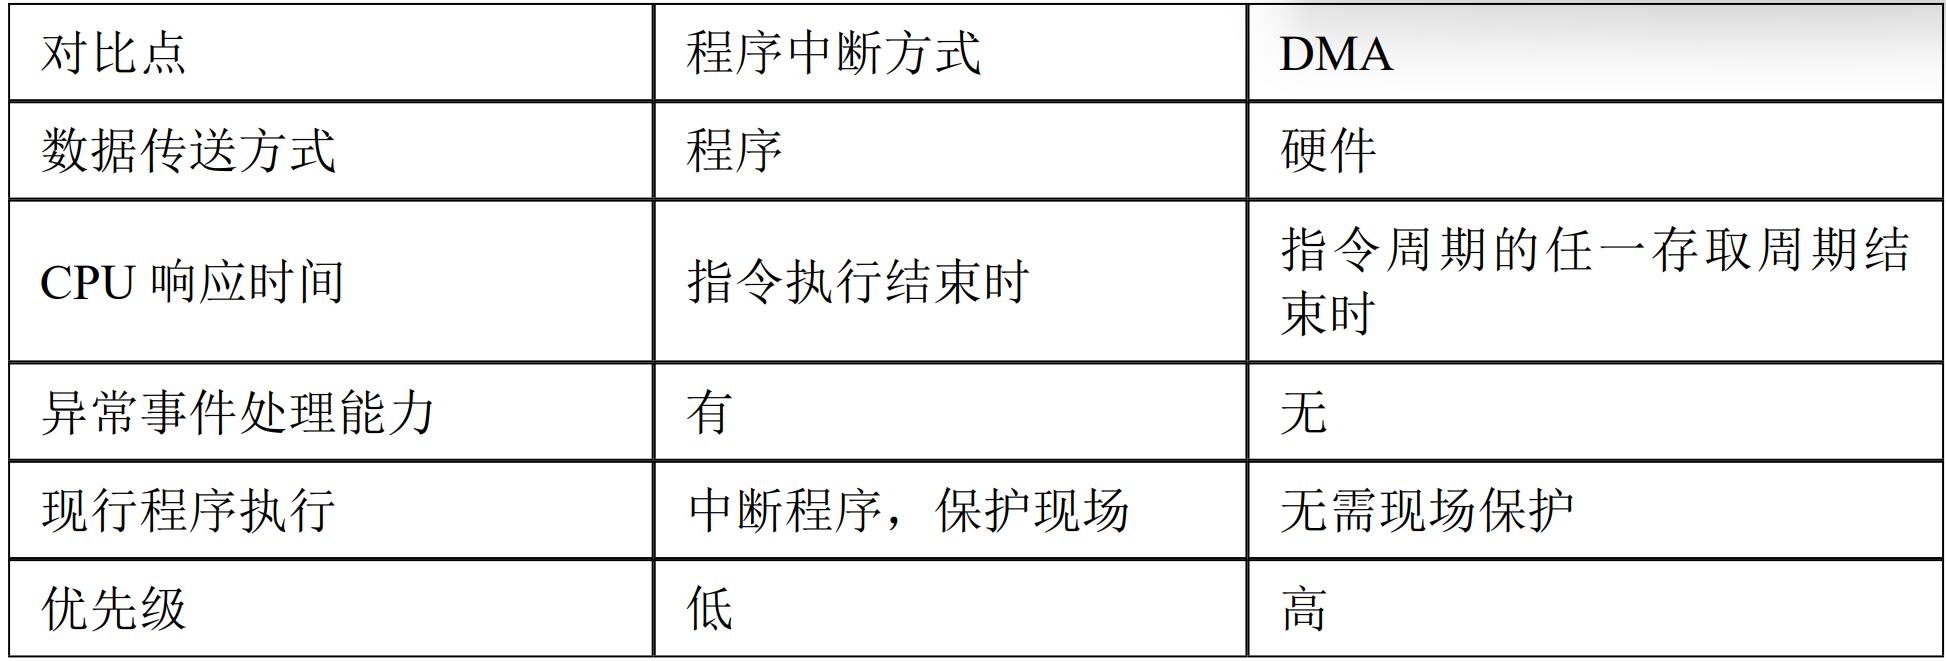 对比点
程序中断方式
DMA
数据传送方式
程序
硬件
CPU 响应时间
指令执行结束时
指令周期的任一存取周期结
束时
异常事件处理能力
有
无
现行程序执行
中断程序，保护现场
无需现场保护
优先级
低
高